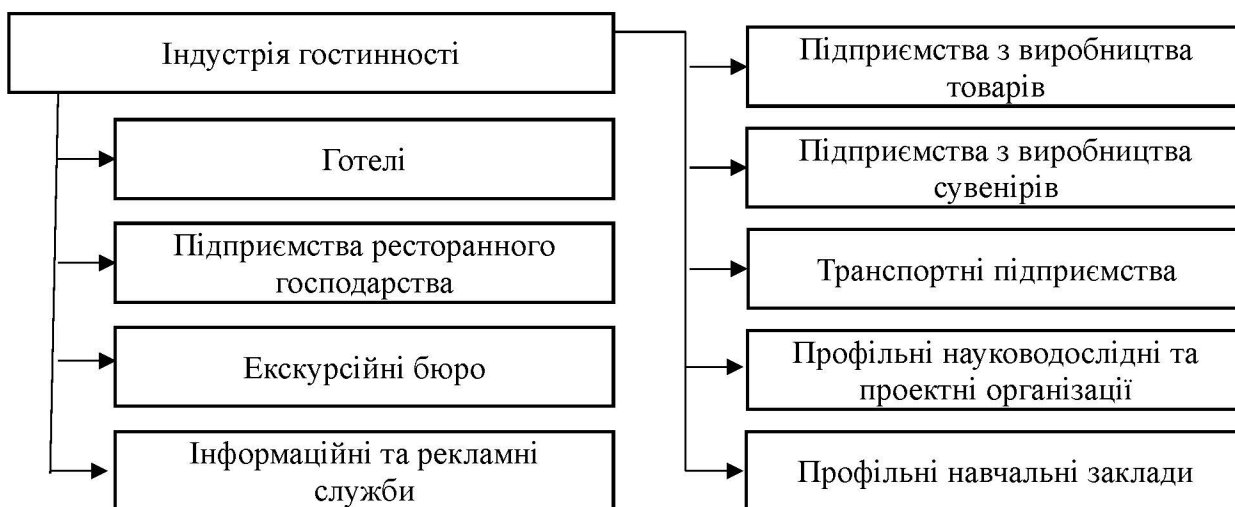 Індустрія гостинності
Готелі
Підприємства ресторанного
господарства
Екскурсійні бюро
Інформаційні та рекламні
служби
Підприємства з виробництва
товарів
Підприємства з виробництва
сувенірів
Транспортні підприємства
Профільні науководослідні та
проектні організації
Профільні навчальні заклади